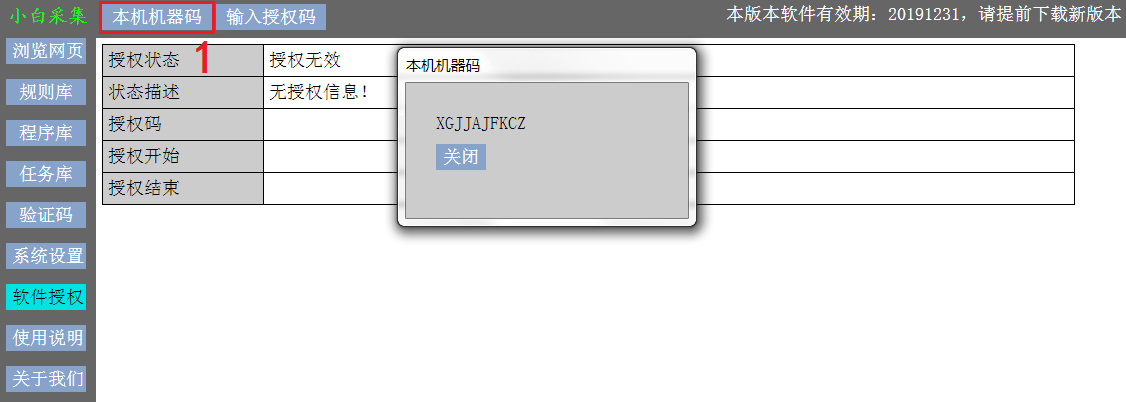 小白采集
本机机器码
输入授权码
本版本软件有效期：20191231，请提前下载新版本
浏览网页
规则库
程序库
任务库
验证码
系统设置
软件授权
使用说明
关于我们
1
授权状态 授权无效
状态描述 无授权信息！
授权码
授权开始
授权结束
本机机器码
XGJJAJFKCZ
关闭